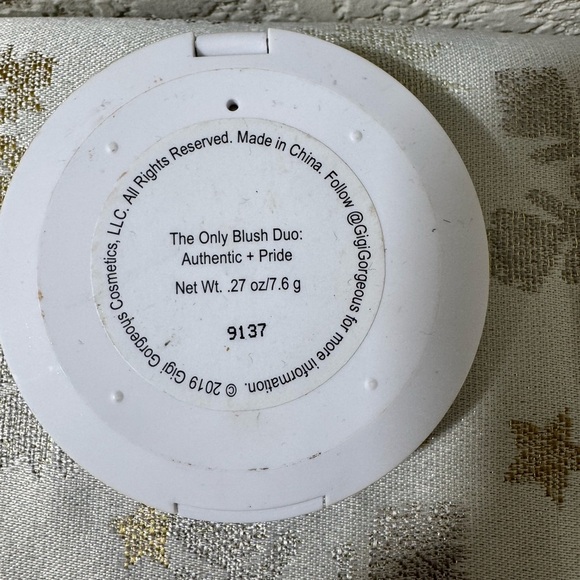 © 2019 Gigi Gorgeous Cosmetics, LLC. All Rights Reserved. Made in China. Follow @GigiGorgeous for more information.
The Only Blush Duo:
Authentic + Pride
Net Wt. .27 oz/7.6 g
9137